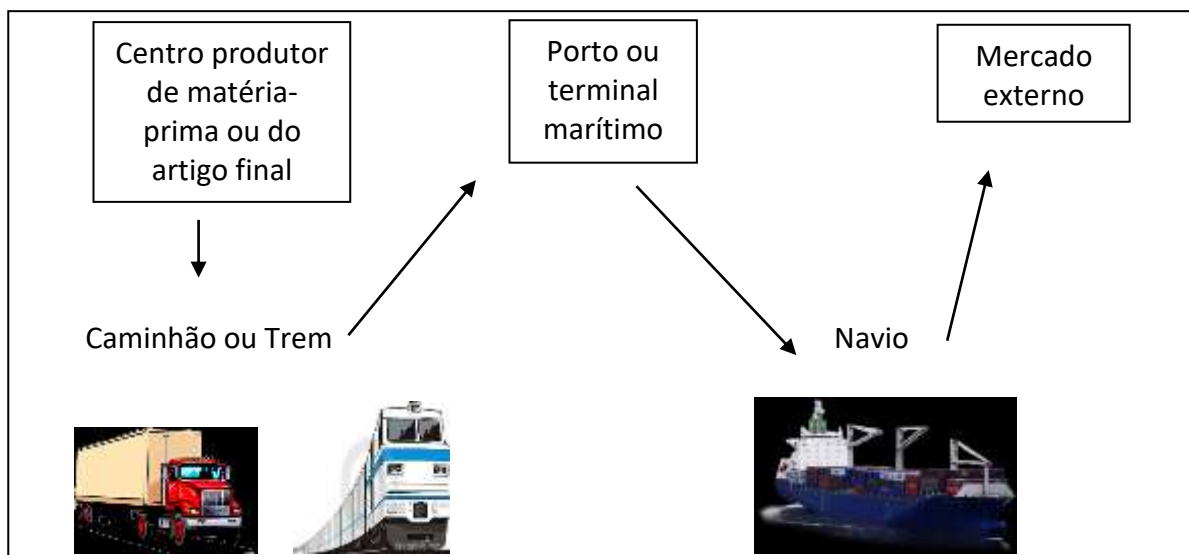 Centro produtor
de matéria-
prima ou do
artigo final
Porto ou
terminal
marítimo
Mercado
externo
Caminhão ou Trem
Navio